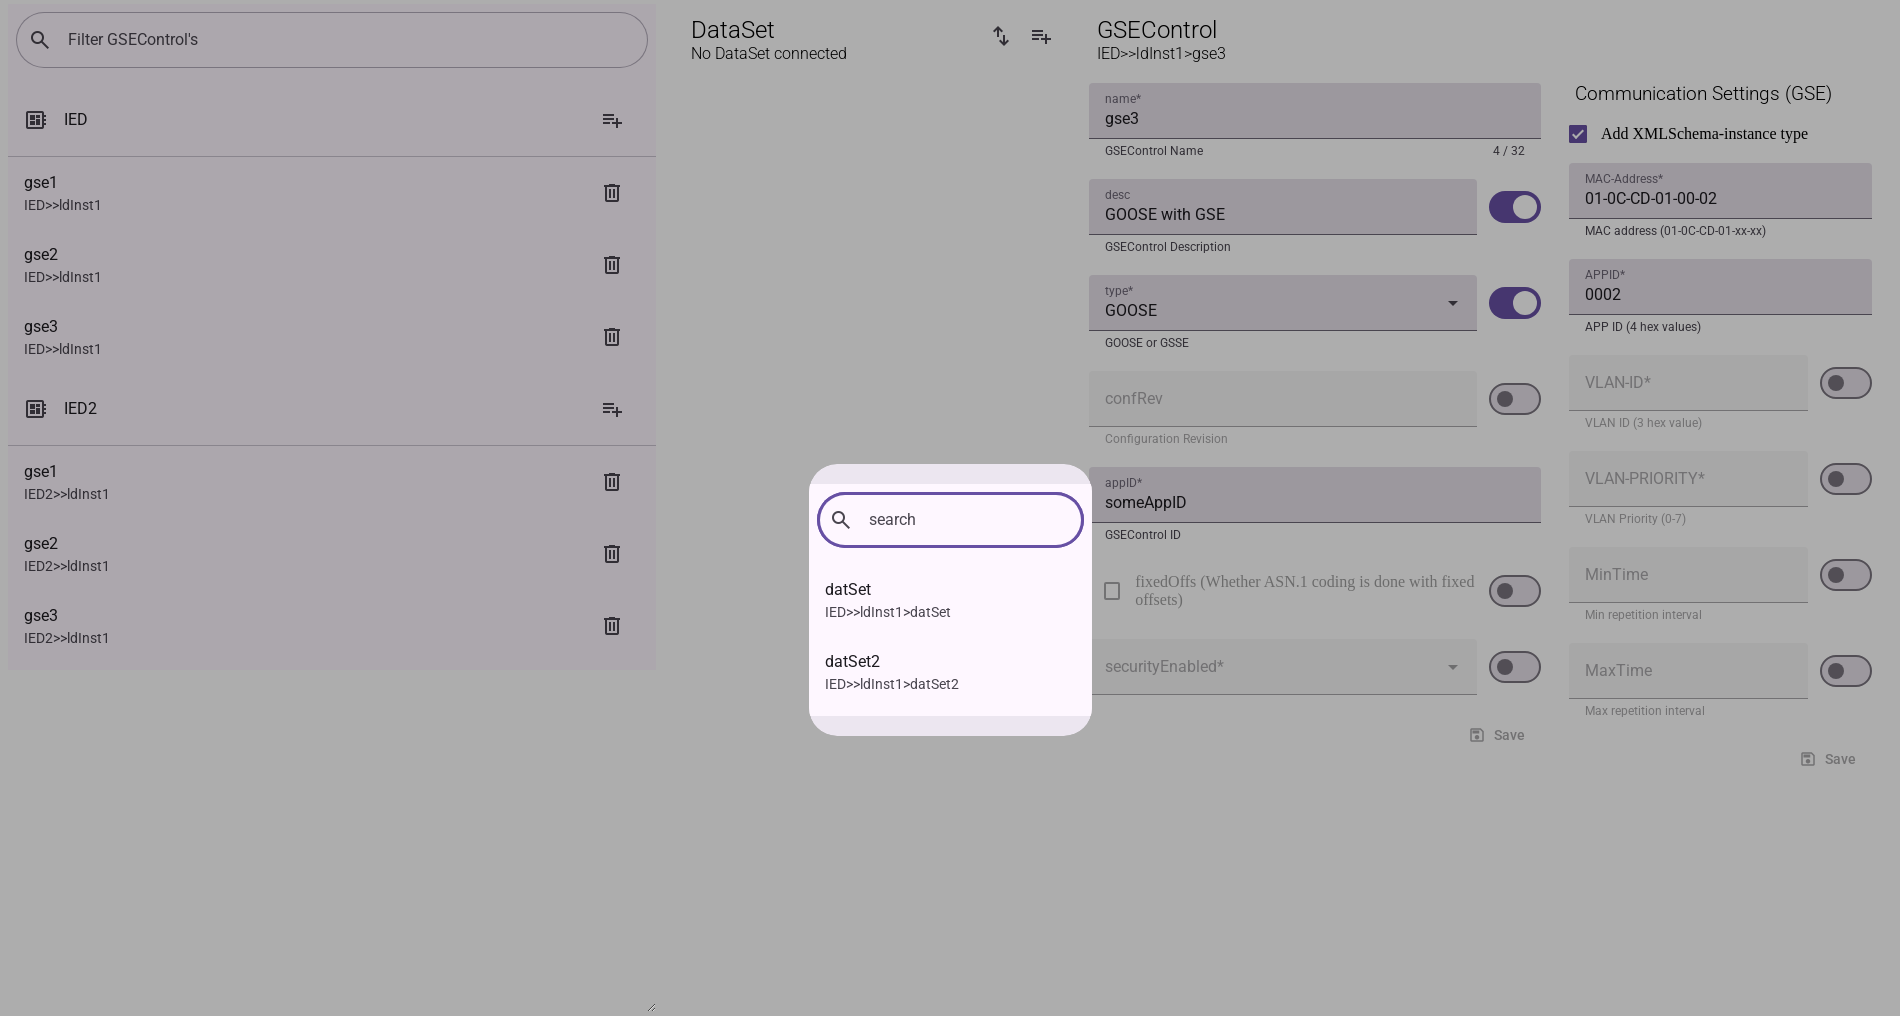 Filter GSEControl's
IED
gse1
IED>>ldInst1
gse2
IED>>ldInst1
gse3
IED>>ldInst1
IED2
gse1
IED2>>ldInst1
gse2
IED2>>ldInst1
gse3
IED2>>ldInst1
DataSet
No DataSet connected
search
datSet
IED>>ldInst1>datSet
datSet2
IED>>ldInst1>datSet2
GSEControl
IED>>ldInst1>gse3
name*
gse3
GSEControl Name
4 / 32
desc
GOOSE with GSE
GSEControl Description
type*
GOOSE
GOOSE or GSSE
confRev
Configuration Revision
appID*
someAppID
GSEControl ID
fixedOffs (Whether ASN.1 coding is done with fixed
offsets)
securityEnabled*
Save
Communication Settings (GSE)
Add XMLSchema-instance type
MAC-Address*
01-0C-CD-01-00-02
MAC address (01-0C-CD-01-xx-xx)
APPID*
0002
APP ID (4 hex values)
VLAN-ID*
VLAN ID (3 hex value)
VLAN-PRIORITY*
VLAN Priority (0-7)
MinTime
Min repetition interval
MaxTime
Max repetition interval
Save